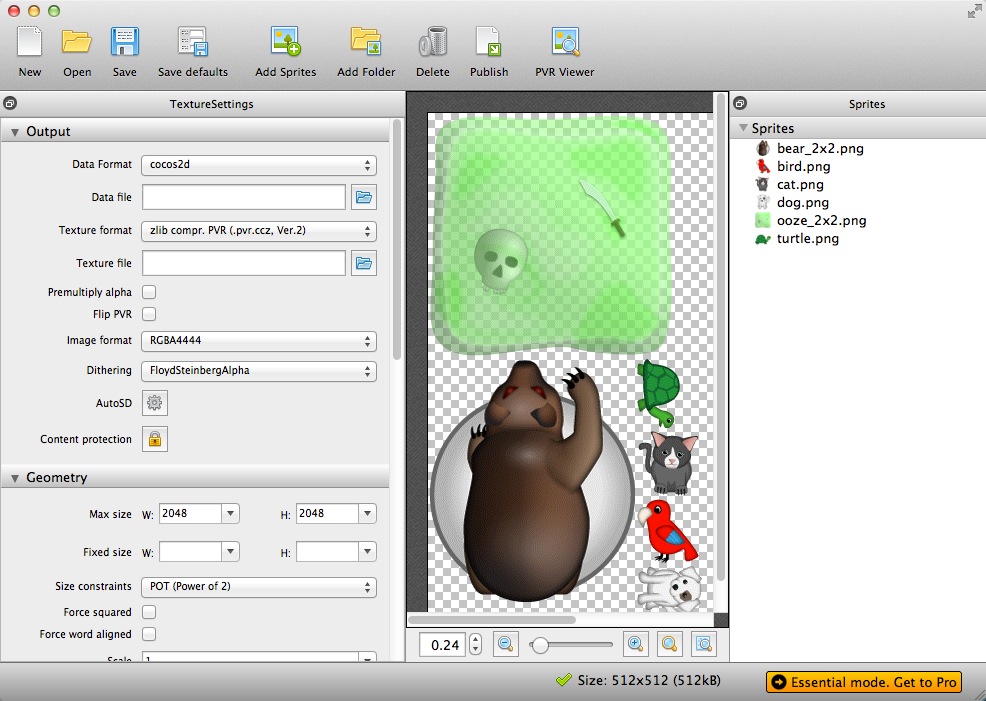 New Open Save Save defaults Add Sprites Add Folder Delete Publish PVR Viewer
TextureSettings
Output
Data Format cocos2d
Data file
Texture format zlib compr. PVR (.pvr.ccz, Ver.2)
Texture file
Premultiply alpha
Flip PVR
Image format RGBA4444
Dithering FloydSteinbergAlpha
AutoSD
Content protection
Geometry
Max size W: 2048 H: 2048
Fixed size W: H:
Size constraints POT (Power of 2)
Force squared
Force word aligned
Scale 1
0.24
Sprites
Sprites
bear_2x2.png
bird.png
cat.png
dog.png
ooze_2x2.png
turtle.png
Size: 512x512 (512kB)
Essential mode. Get to Pro